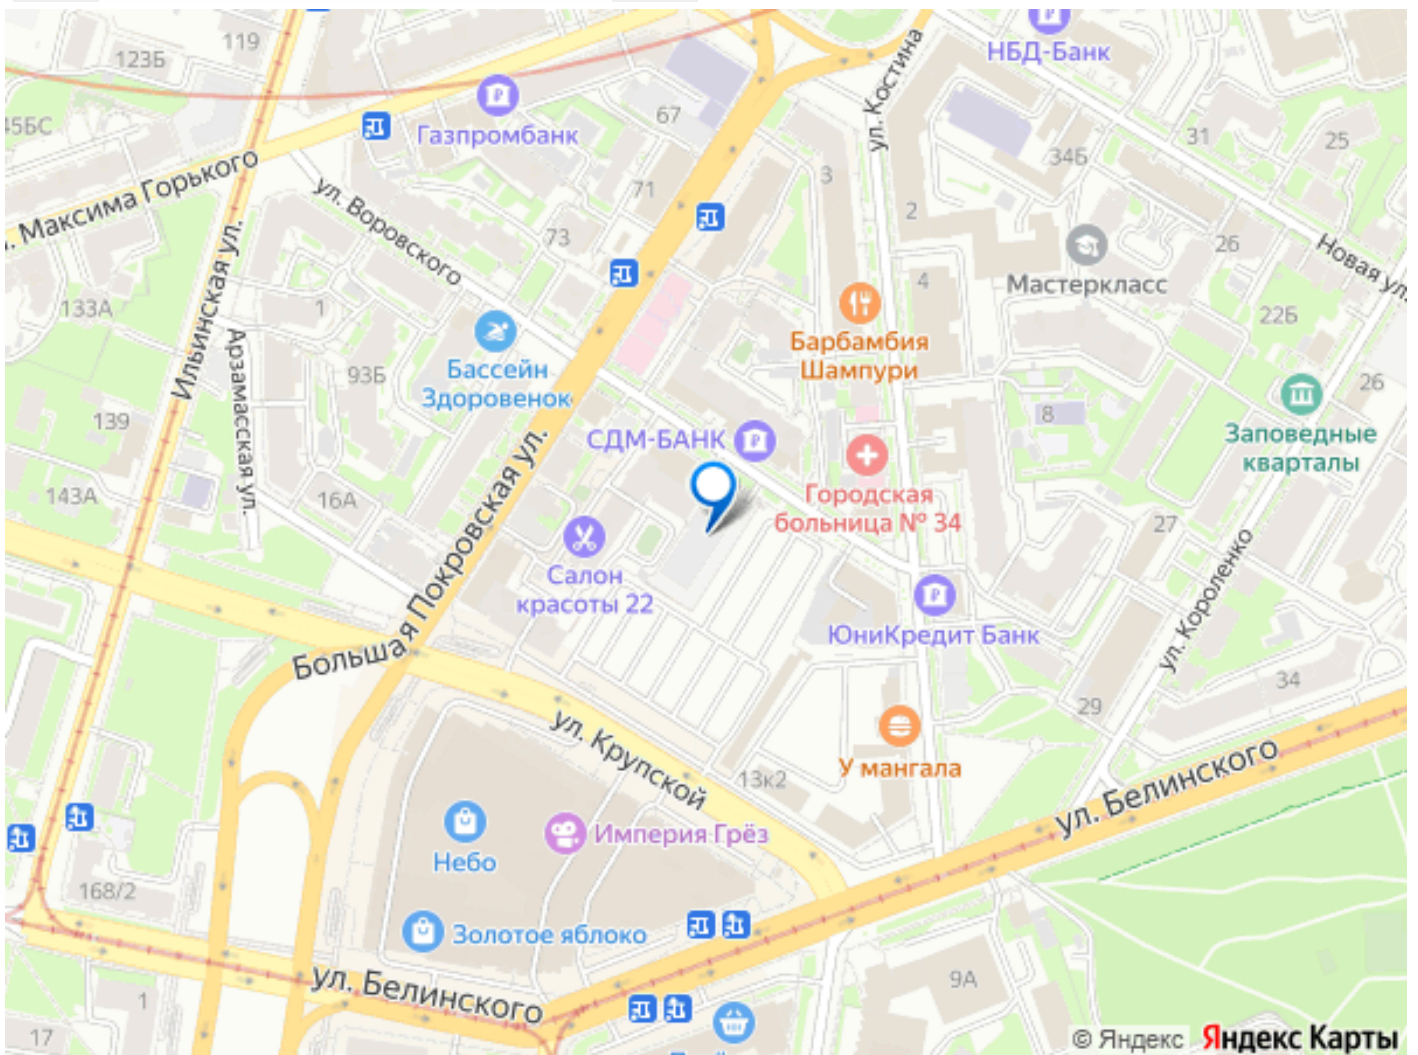 119
123Б
НБД-Банк
45БС
Газпромбанк
67
ул. Костина
31
25
34Б
ул. Максима Горького
71
3
2
26
ул. Воровского
73
Новая ул.
Мастеркласс
4
133А
1
Ильинская ул.
Арзамасская ул.
22Б
Барбамбия
Шампури
Бассейн
Здоровенок
93Б
26
139
8
СДМ-БАНК
Заповедные
кварталы
143А
16А
Городская
больница № 34
27
Большая Покровская ул.
Салон
красоты 22
ул. Короленко
ЮниКредит Банк
34
29
ул. Крупской
У мангала
13к2
ул. Белинского
Небо
Империя Грёз
168/2
Золотое яблоко
ул. Белинского
9А
1
17
© Яндекс Яндекс Карты